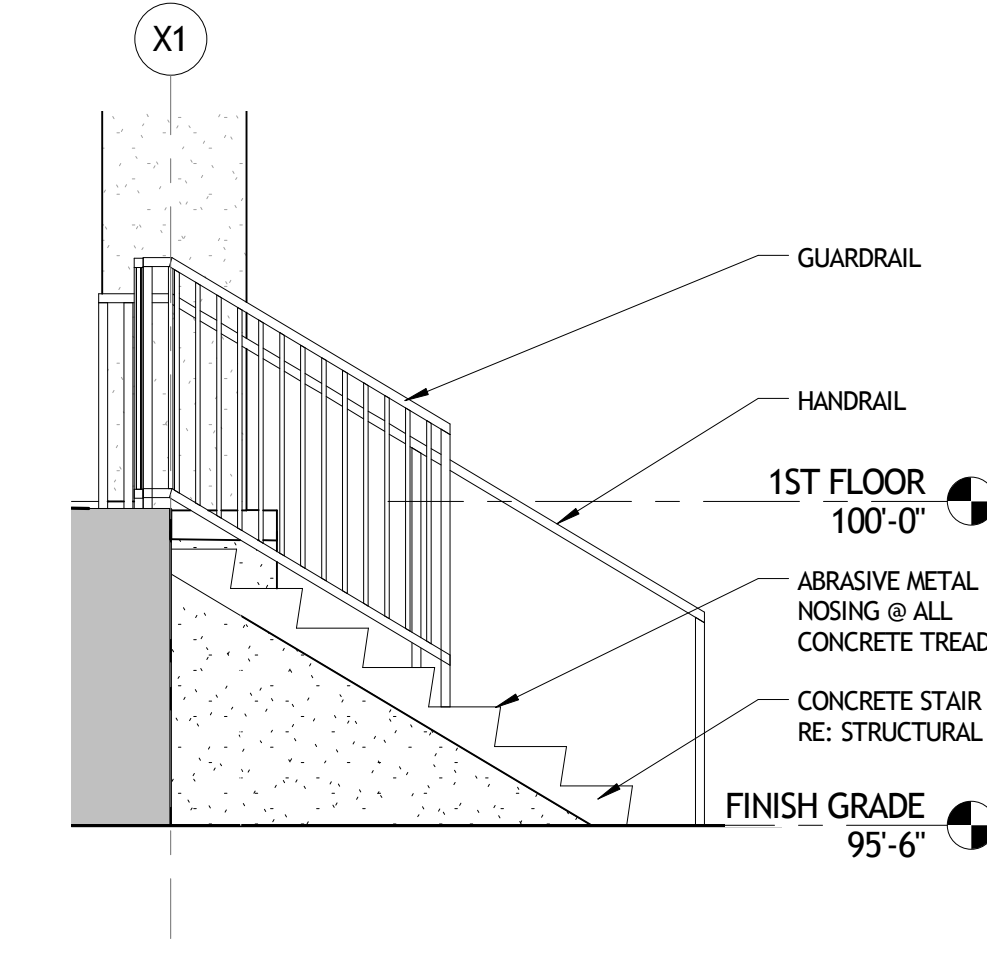 X1
GUARDRAIL
HANDRAIL
1ST FLOOR
100'-0"
ABRASIVE METAL
NOSING @ ALL
CONCRETE TREAD
CONCRETE STAIR
RE: STRUCTURAL
FINISH GRADE
95'-6"